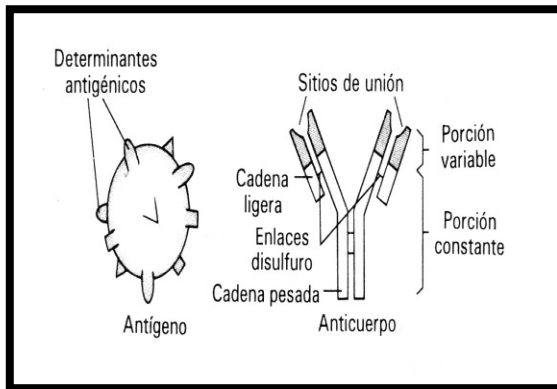 Determinantes
antigénicos
Antígeno
Sitios de unión
Cadena
ligera
Enlaces
disulfuro
Cadena pesada
Porción
variable
Porción
constante
Anticuerpo